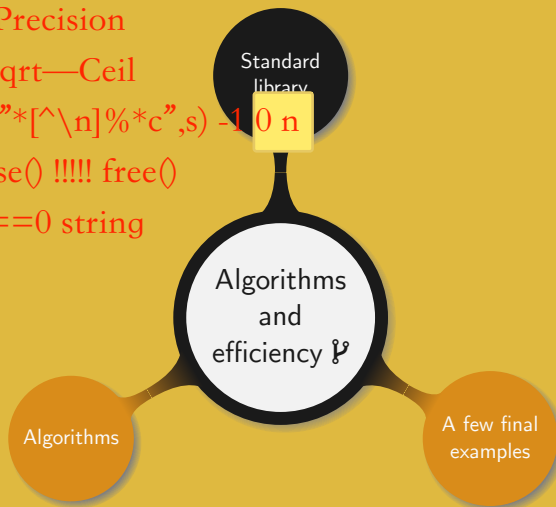 Precision
qrt—Ceil
"*[^\n]%*c",s) -1 0 n
se() !!!!! free()
==0 string
Standard
library
Algorithms
and
efficiency
Algorithms
A few final
examples